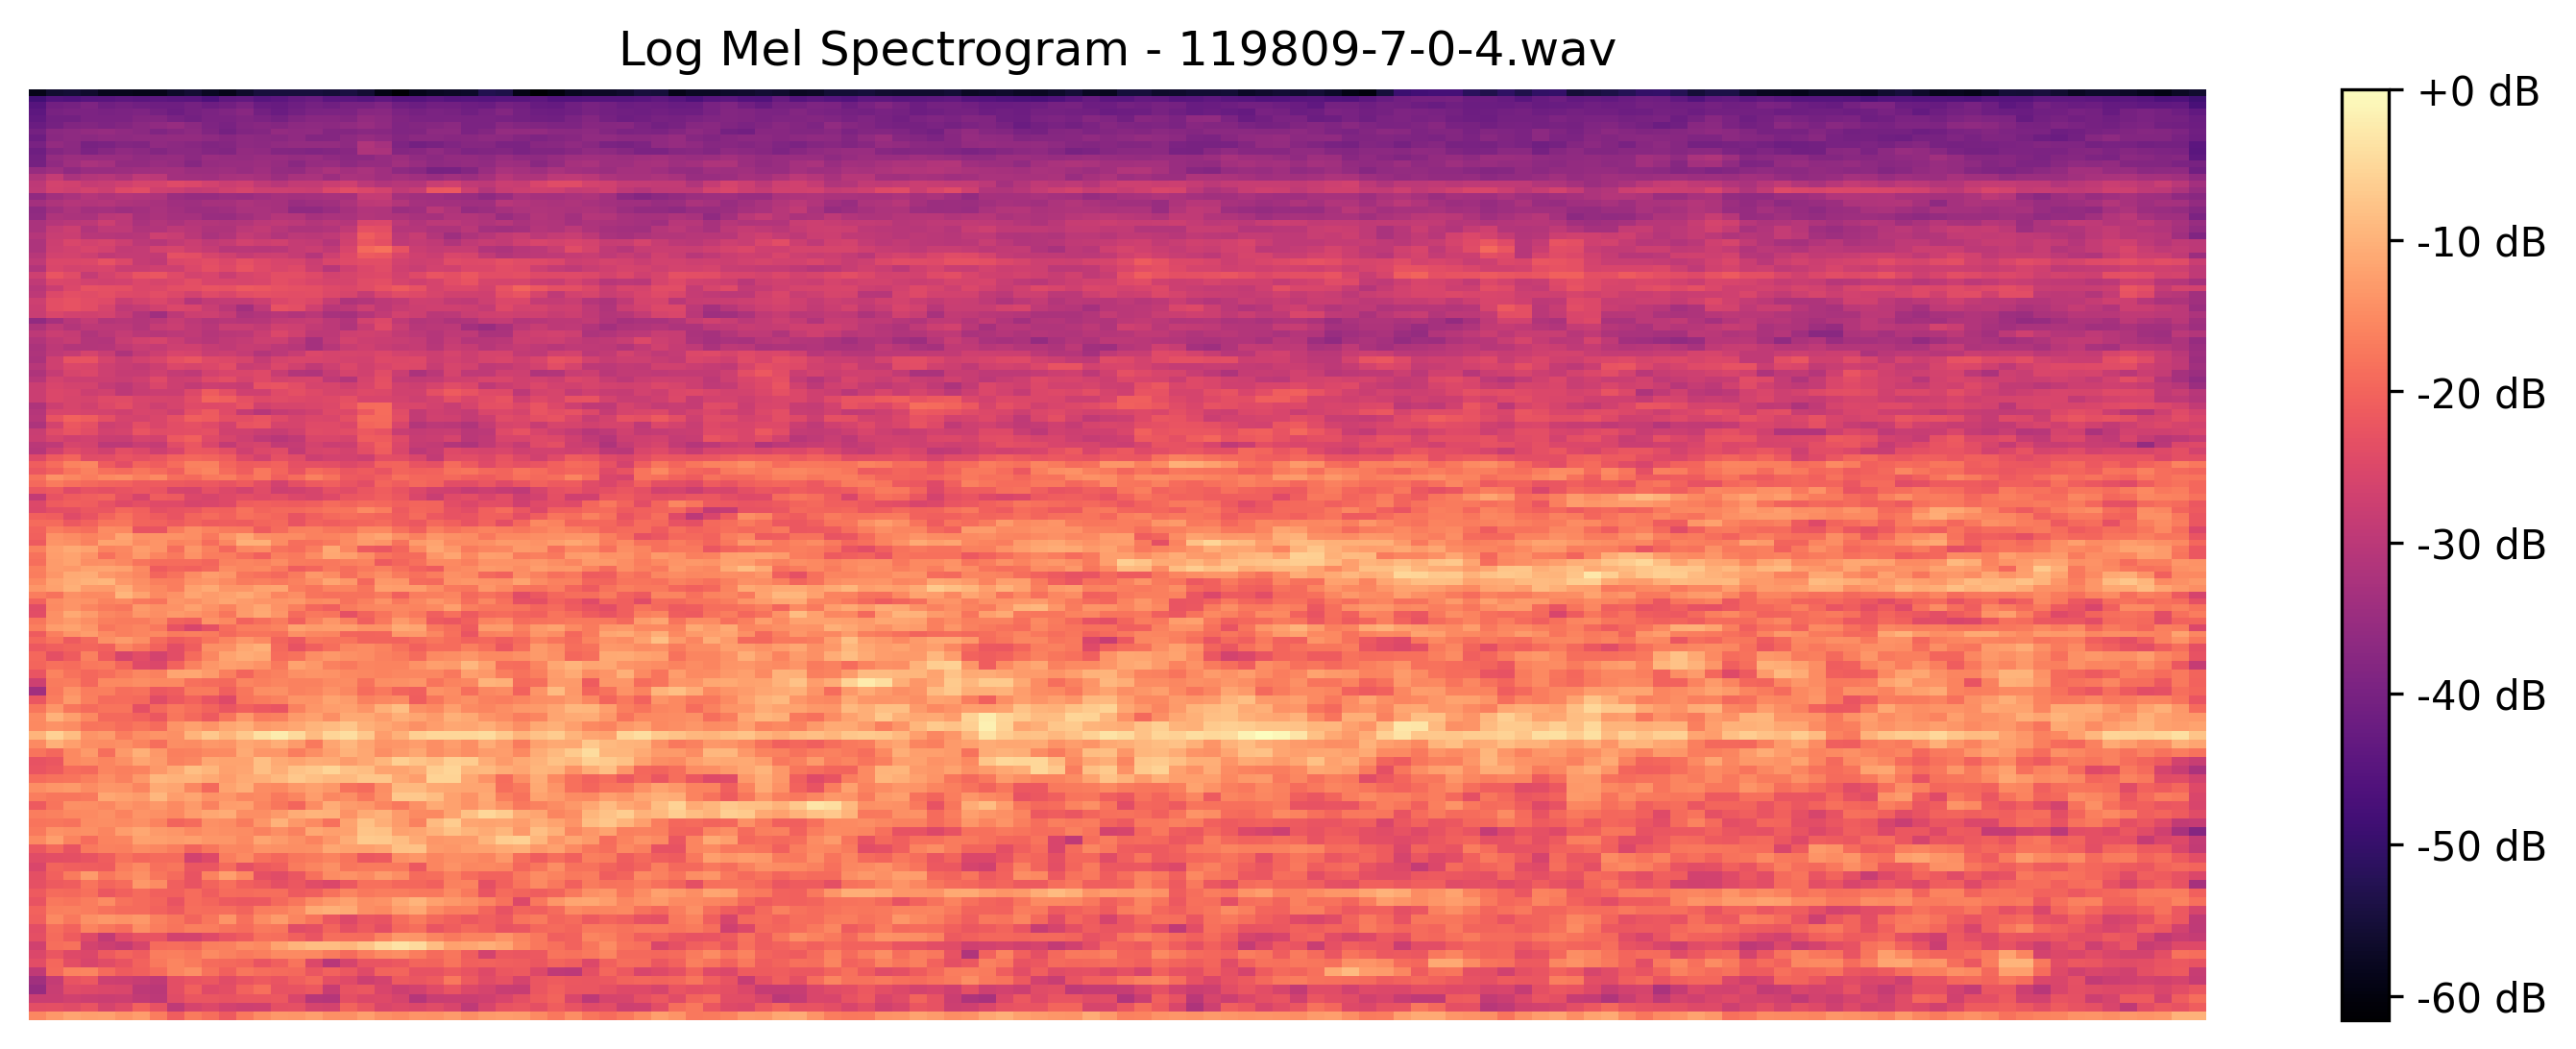 Log Mel Spectrogram - 119809-7-0-4.wav
+0 dB
-10 dB
-20 dB
-30 dB
-40 dB
-50 dB
-60 dB